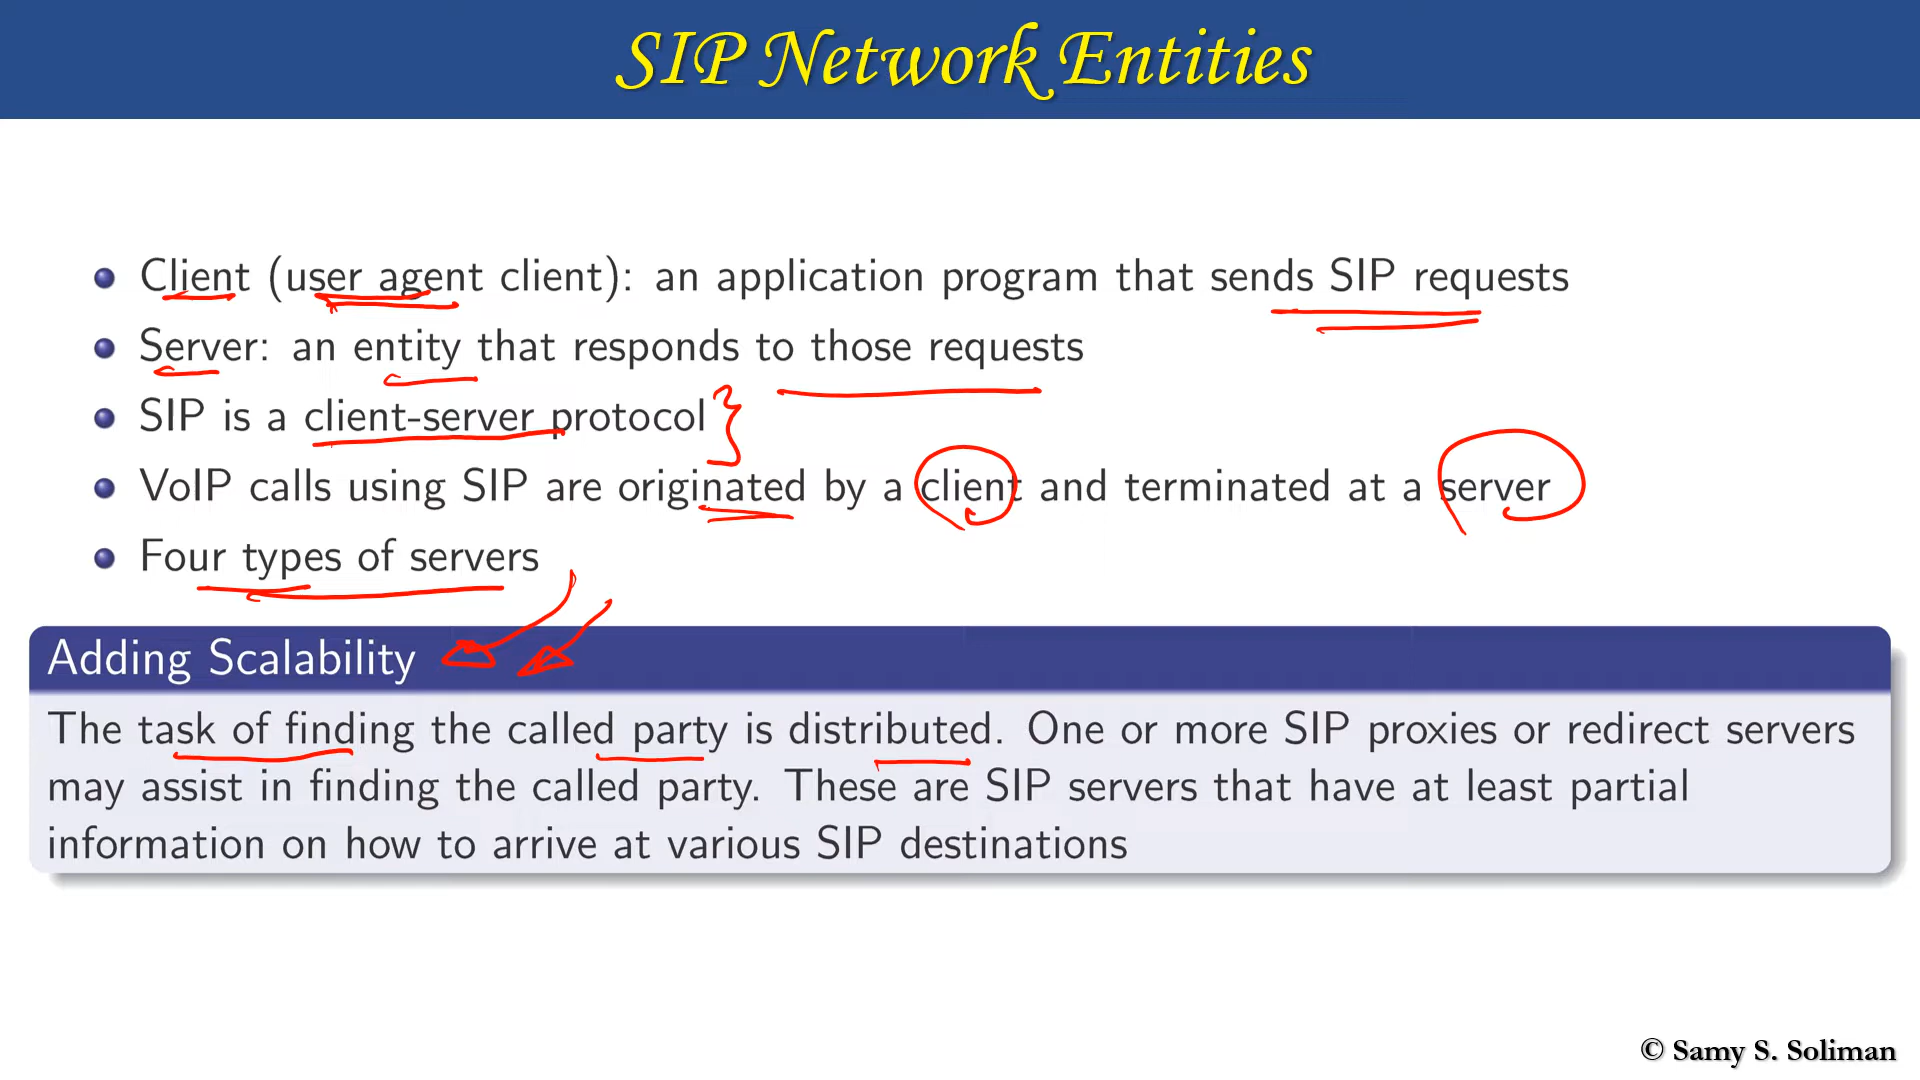 SIP Network Entities
Client (user agent client): an application program that sends SIP requests
Server: an entity that responds to those requests
SIP is a client-server protocol
VoIP calls using SIP are originated by a client and terminated at a server
Four types of servers
Adding Scalability
The task of finding the called party is distributed. One or more SIP proxies or redirect servers
may assist in finding the called party. These are SIP servers that have at least partial
information on how to arrive at various SIP destinations
© Samy S. Soliman